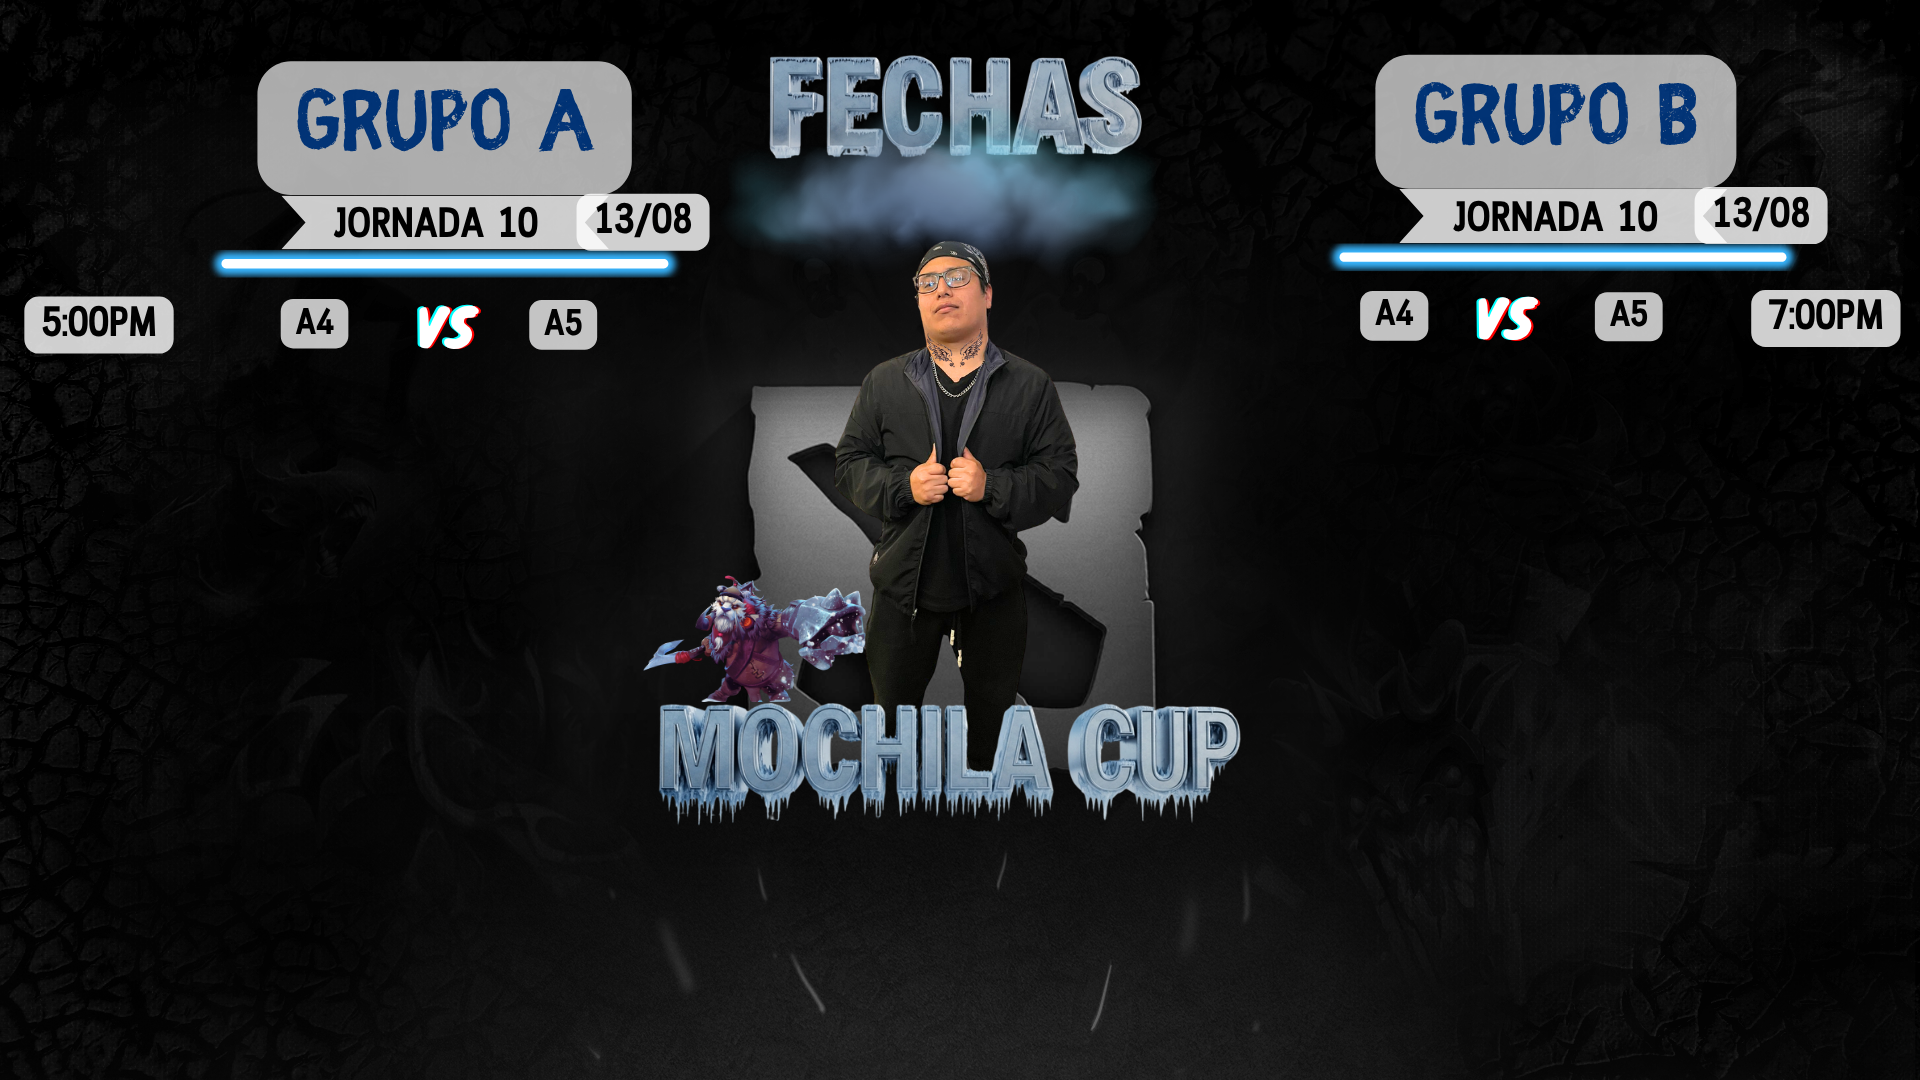 FECHAS
GRUPO A
JORNADA 10 13/08
5:00PM A4 VS A5
GRUPO B
JORNADA 10 13/08
A4 VS A5 7:00PM
MOCHILA CUP